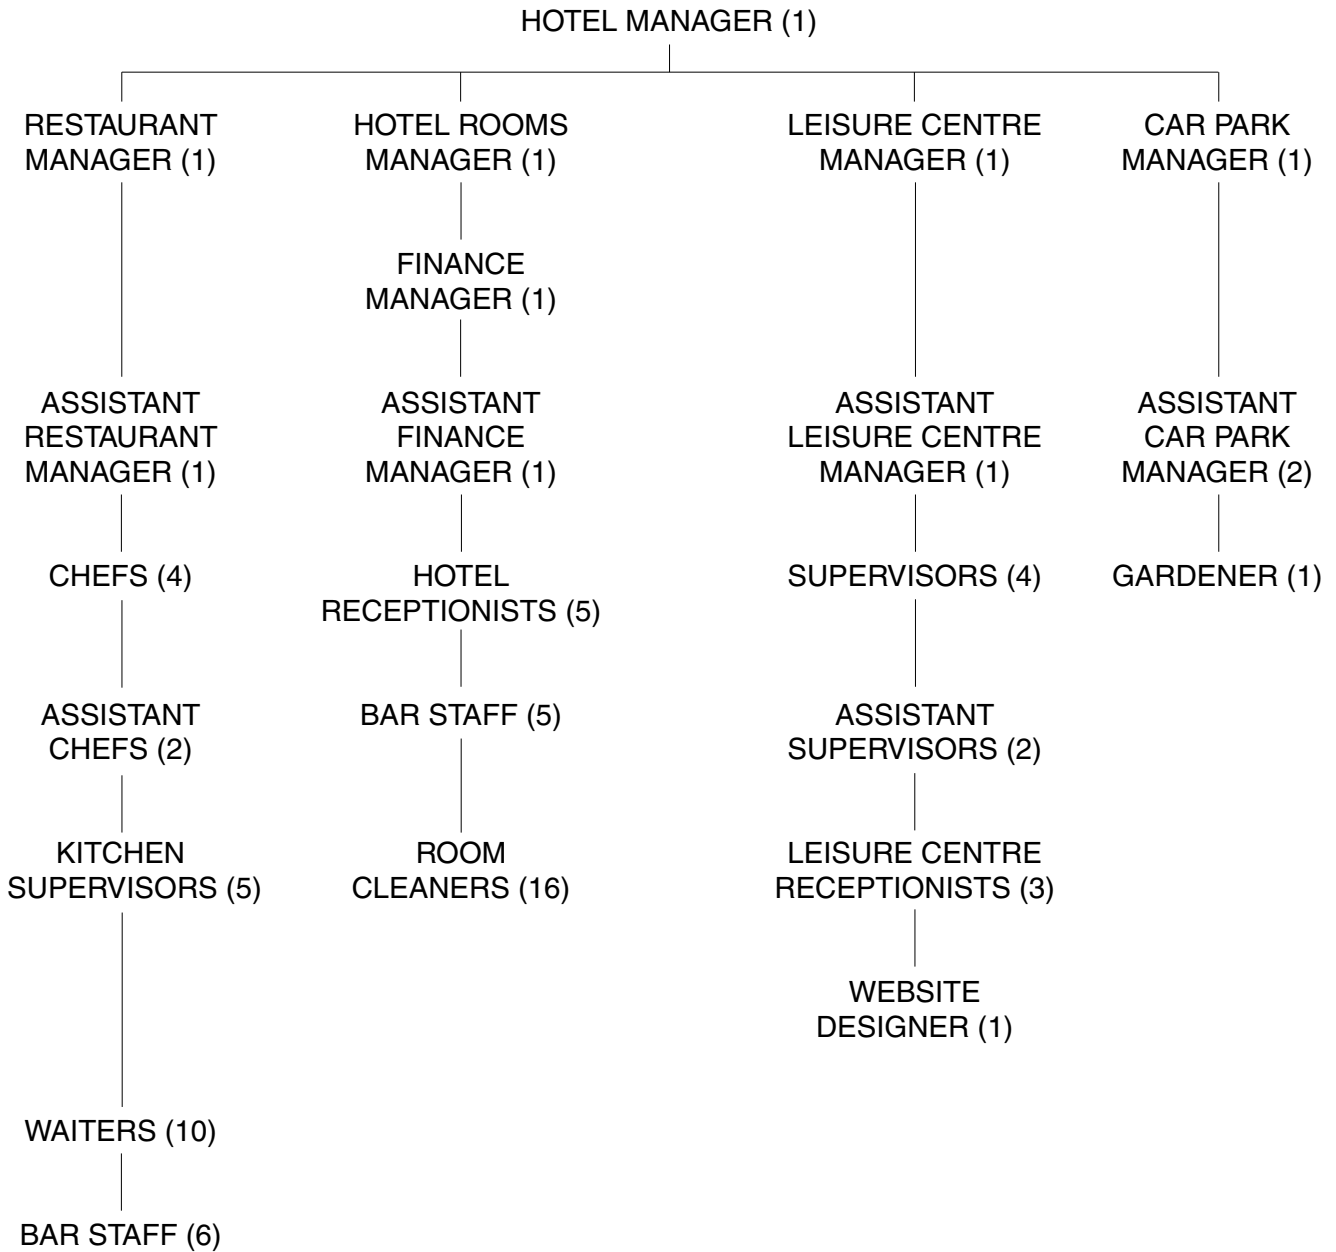 HOTEL MANAGER (1)
RESTAURANT
MANAGER (1)
HOTEL ROOMS
MANAGER (1)
LEISURE CENTRE
MANAGER (1)
CAR PARK
MANAGER (1)
FINANCE
MANAGER (1)
ASSISTANT
RESTAURANT
MANAGER (1)
ASSISTANT
FINANCE
MANAGER (1)
ASSISTANT
LEISURE CENTRE
MANAGER (1)
ASSISTANT
CAR PARK
MANAGER (2)
CHEFS (4)
HOTEL
RECEPTIONISTS (5)
SUPERVISORS (4)
GARDENER (1)
ASSISTANT
CHEFS (2)
BAR STAFF (5)
ASSISTANT
SUPERVISORS (2)
KITCHEN
SUPERVISORS (5)
ROOM
CLEANERS (16)
LEISURE CENTRE
RECEPTIONISTS (3)
WEBSITE
DESIGNER (1)
WAITERS (10)
BAR STAFF (6)